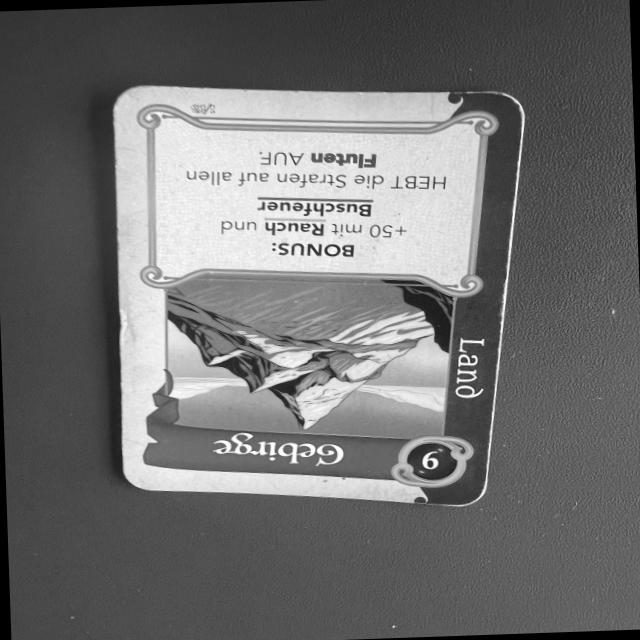 9
Gebirge
Land
BONUS:
+50 mit Rauch und
Buschfeuer
HEBT die Strafen auf allen
Fluten AUF.